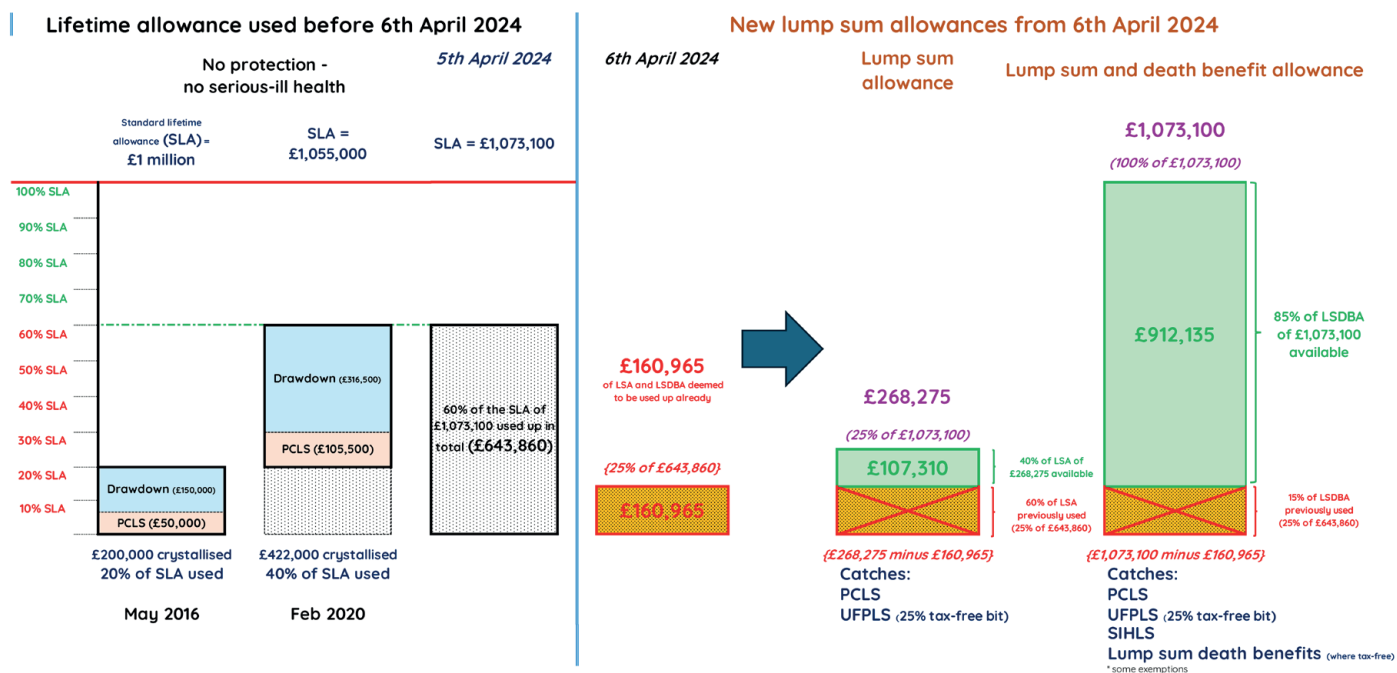 Lifetime allowance used before 6th April 2024
No protection -
no serious-ill health
5th April 2024
Standard lifetime
allowance (SLA) =
£1 million
SLA =
£1,055,000
SLA = £1,073,100
100% SLA
90% SLA
80% SLA
70% SLA
60% SLA
50% SLA
40% SLA
30% SLA
20% SLA
10% SLA
Drawdown (£150,000)
PCLS (£50,000)
£200,000 crystallised
20% of SLA used
May 2016
Drawdown (£316,500)
PCLS (£105,500)
£422,000 crystallised
40% of SLA used
Feb 2020
60% of the SLA of
£1,073,100 used up in
total (£643,860)
New lump sum allowances from 6th April 2024
6th April 2024
£160,965
of LSA and LSDBA deemed
to be used up already
{25% of £643,860}
£160,965
Lump sum
allowance
£268,275
(25% of £1,073,100)
£107,310
40% of LSA of
£268,275 available
60% of LSA
previously used
(25% of £643,860)
{£268,275 minus £160,965}
Catches:
PCLS
UFPLS (25% tax-free bit)
Lump sum and death benefit allowance
£1,073,100
(100% of £1,073,100)
£912,135
85% of LSDBA
of £1,073,100
available
15% of LSDBA
previously used
(25% of £643,860)
{£1,073,100 minus £160,965}
Catches:
PCLS
UFPLS (25% tax-free bit)
SIHLS
Lump sum death benefits (where tax-free)
* some exemptions